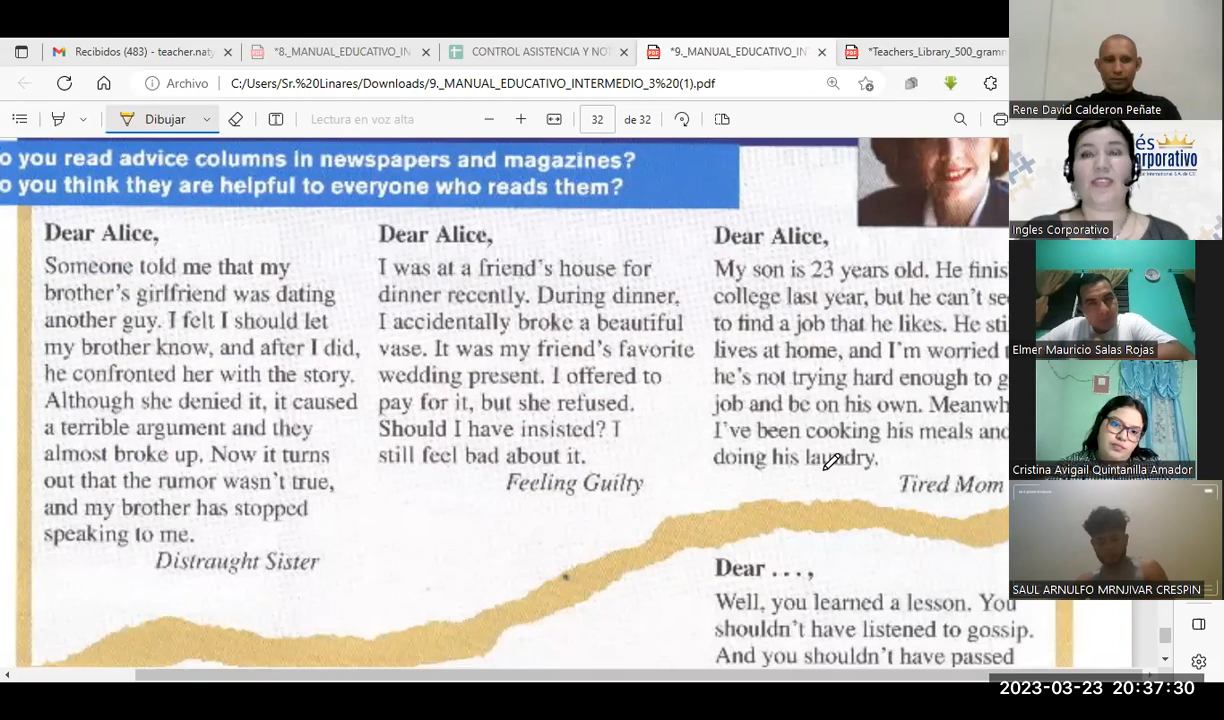 Recibidos (483) - teacher.nat
*8._MANUAL_EDUCATIVO_IN
CONTROL ASISTENCIA Y NO
*9._MANUAL_EDUCATIVO_IN
*Teachers_Library_500_gram
Archivo
C:/Users/Sr.%20Linares/Downloads/9._MANUAL_EDUCATIVO_INTERMEDIO_3%20(1).pdf
Dibujar
Lectura en voz alta
32
de 32
o you read advice columns in newspapers and magazines?
o you think they are helpful to everyone who reads them?
Dear Alice,
Someone told me that my
brother's girlfriend was dating
another guy. I felt I should let
my brother know, and after I did,
he confronted her with the story.
Although she denied it, it caused
a terrible argument and they
almost broke up. Now it turns
out that the rumor wasn't true,
and my brother has stopped
speaking to me.
Distraught Sister
Dear Alice,
I was at a friend's house for
dinner recently. During dinner,
I accidentally broke a beautiful
vase. It was my friend's favorite
wedding present. I offered to
pay for it, but she refused.
Should I have insisted? I
still feel bad about it.
Feeling Guilty
Dear Alice,
My son is 23 years old. He finis
college last year, but he can't se
to find a job that he likes. He sti
lives at home, and I'm worried t
he's not trying hard enough to g
job and be on his own. Meanwh
I've been cooking his meals and
doing his laundry.
Tired Mom
Dear . . . ,
Well, you learned a lesson. You
shouldn't have listened to gossip.
And you shouldn't have passed
Rene David Calderon Peñate
és
orporativo
Ingles Corporativo
Elmer Mauricio Salas Rojas
Cristina Avigail Quintanilla Amador
SAUL ARNULFO MRNJIVAR CRESPIN
2023-03-23 20:37:30